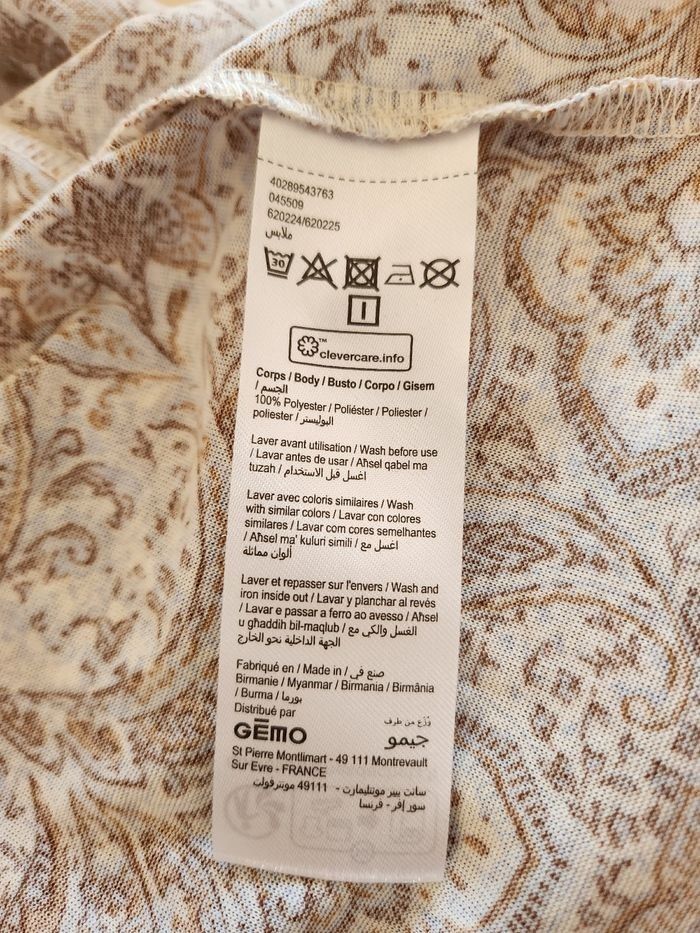 40289543763
045509
620224/620225
ملابس
30
clevercare.info
Corps / Body / Busto / Corpo / Gisem
/ الجسم
100% Polyester / Poliéster / Poliester /
poliester / البوليستر
Laver avant utilisation / Wash before use
/ Lavar antes de usar / Aħsel qabel ma
tuzah / اغسل قبل الاستخدام
Laver avec coloris similaires / Wash
with similar colors / Lavar con colores
similares / Lavar com cores semelhantes
/ Aħsel ma' kuluri simili / اغسل مع
ألوان مماثلة
Laver et repasser sur l'envers / Wash and
iron inside out / Lavar y planchar al revés
/ Lavar e passar a ferro ao avesso / Aħsel
u għaddih bil-maqlub / الغسل والكي مع
الجهة الداخلية نحو الخارج
Fabriqué en / Made in / صنع في
Birmanie / Myanmar / Birmania / Birmânia
/ Burma / بورما
Distribué par
وُزّع من طرف
GĒMO
جيمو
St Pierre Montlimart - 49 111 Montrevault
Sur Evre - FRANCE
سانت بيير مونتليمارت - 49111 مونترفولت
سور إفر - فرنسا